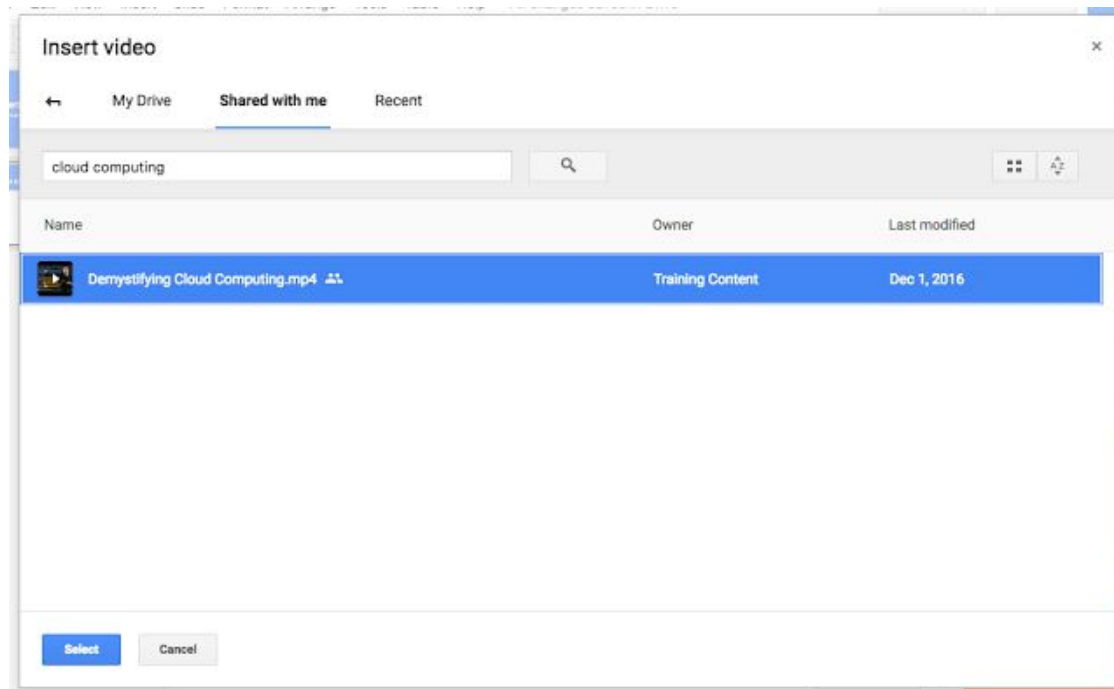 Insert video
My Drive Shared with me Recent
cloud computing
Name Owner Last modified
Demystifying Cloud Computing.mp4 Training Content Dec 1, 2016
Select Cancel